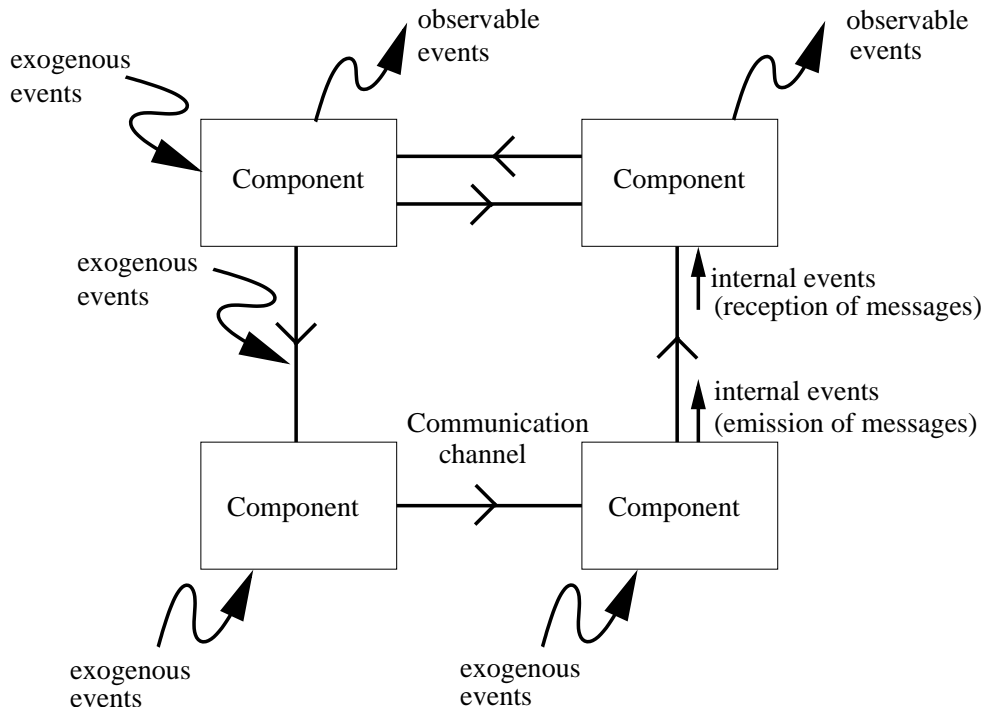 observable
events
observable
events
exogenous
events
Component
Component
exogenous
events
internal events
(reception of messages)
internal events
(emission of messages)
Communication
channel
Component
Component
exogenous
events
exogenous
events